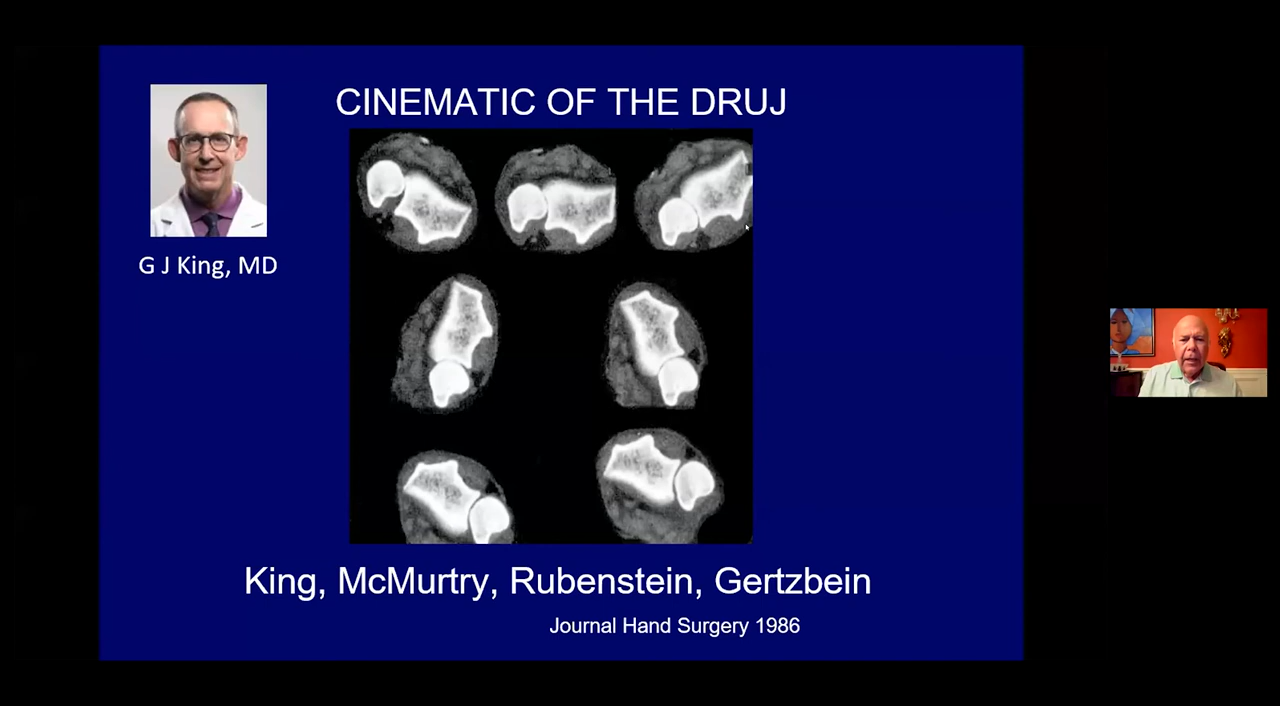 CINEMATIC OF THE DRUJ
G J King, MD
King, McMurtry, Rubenstein, Gertzbein
Journal Hand Surgery 1986